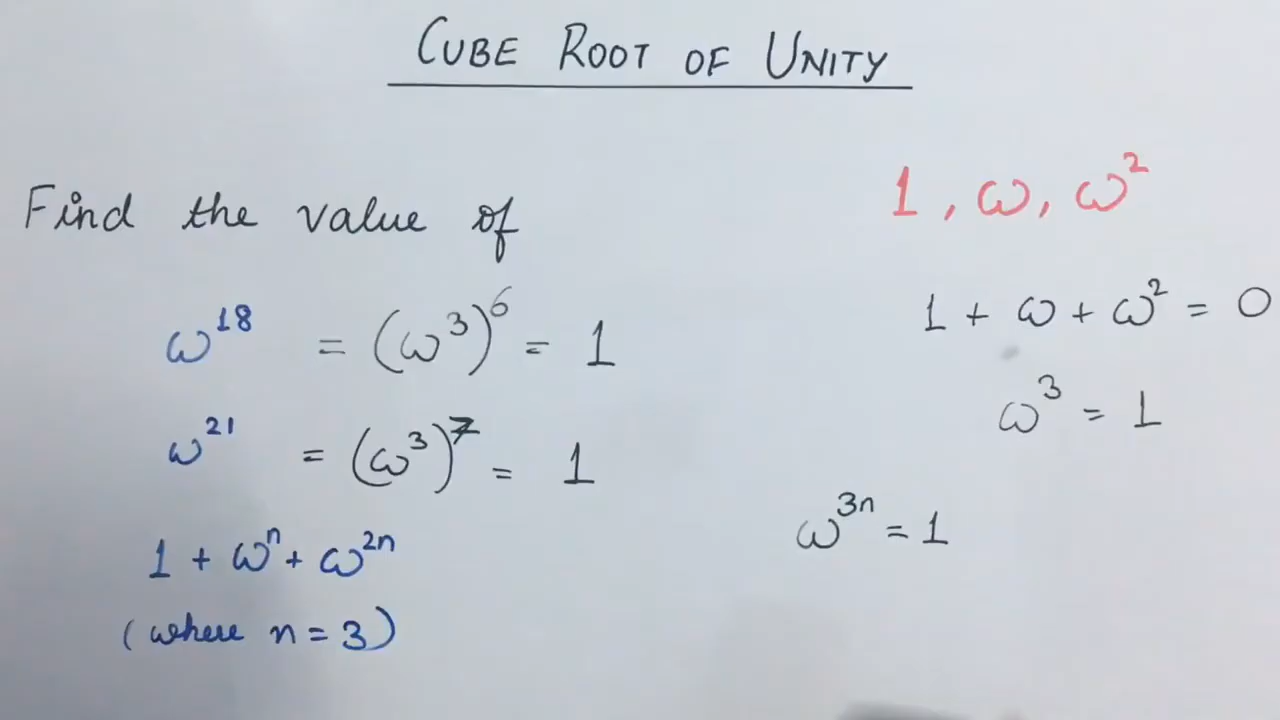 CUBE ROOT OF UNITY
Find the value of
1, ω, ω²
1 + ω + ω² = 0
ω¹⁸ = (ω³)⁶ = 1
ω³ = 1
ω²¹ = (ω³)⁷ = 1
ω³ⁿ = 1
1 + ωⁿ + ω²ⁿ
(where n = 3)